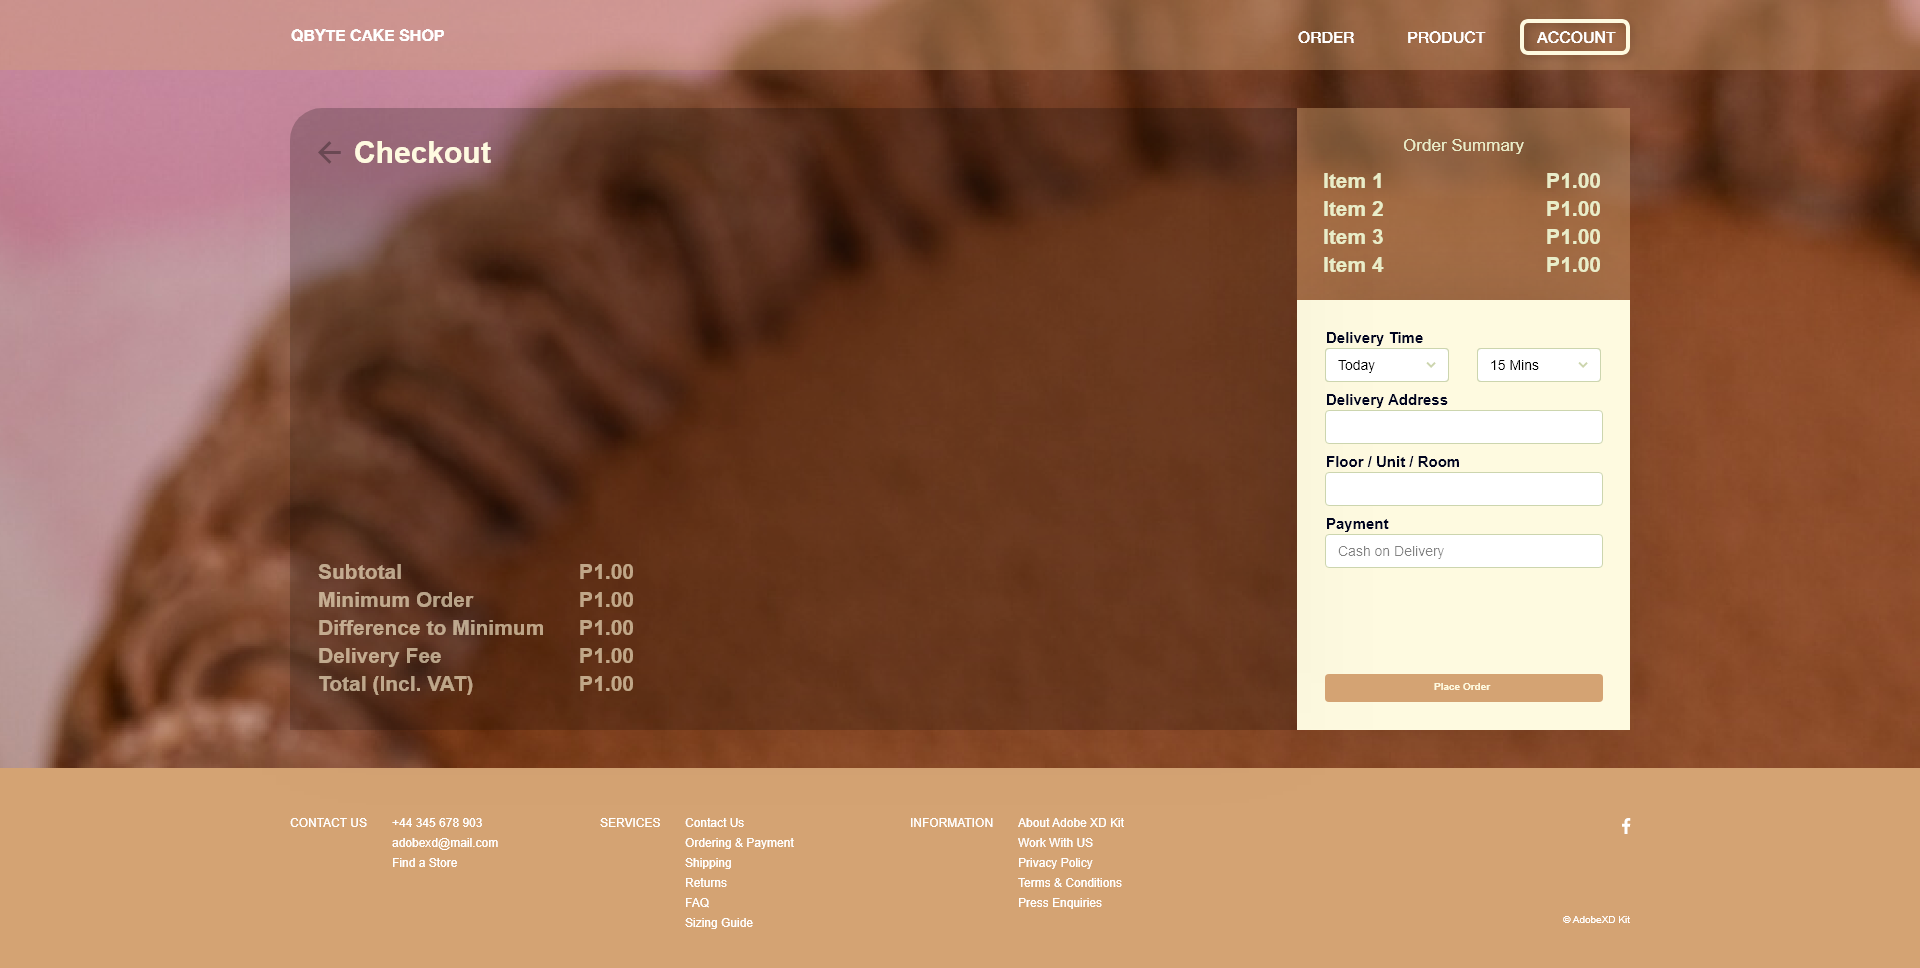 QBYTE CAKE SHOP
ORDER PRODUCT ACCOUNT
Checkout
Order Summary
Item 1 P1.00
Item 2 P1.00
Item 3 P1.00
Item 4 P1.00
Delivery Time
Today 15 Mins
Delivery Address
Floor / Unit / Room
Payment
Cash on Delivery
Place Order
Subtotal P1.00
Minimum Order P1.00
Difference to Minimum P1.00
Delivery Fee P1.00
Total (Incl. VAT) P1.00
CONTACT US
+44 345 678 903
adobexd@mail.com
Find a Store
SERVICES
Contact Us
Ordering & Payment
Shipping
Returns
FAQ
Sizing Guide
INFORMATION
About Adobe XD Kit
Work With US
Privacy Policy
Terms & Conditions
Press Enquiries
© AdobeXD Kit